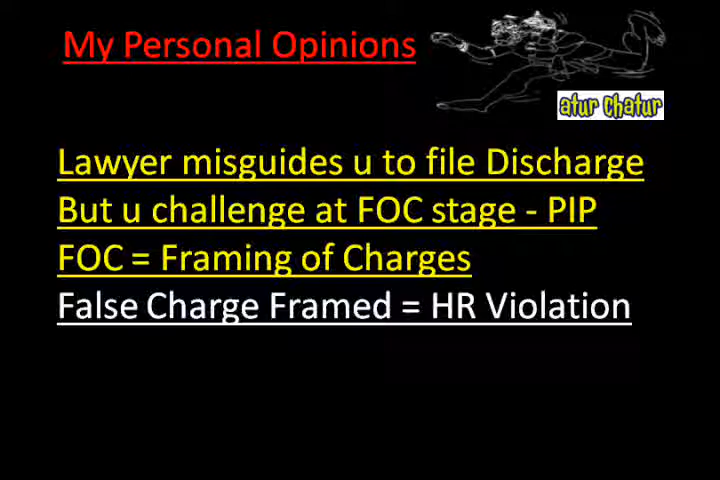 My Personal Opinions
atur chatur
Lawyer misguides u to file Discharge
But u challenge at FOC stage - PIP
FOC = Framing of Charges
False Charge Framed = HR Violation